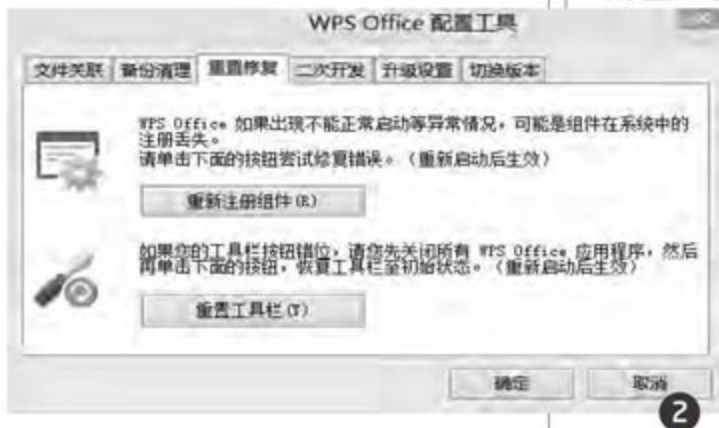 WPS Office 配置工具
文件关联 备份清理 重置修复 二次开发 升级设置 切换版本
WPS Office 如果出现不能正常启动等异常情况，可能是组件在系统中的
注册丢失。
请单击下面的按钮尝试修复错误。（重新启动后生效）
重新注册组件(R)
如果您的工具栏按钮错位，请您先关闭所有 WPS Office 应用程序，然后
再单击下面的按钮，恢复工具栏至初始状态。（重新启动后生效）
重置工具栏(T)
确定 取消
2